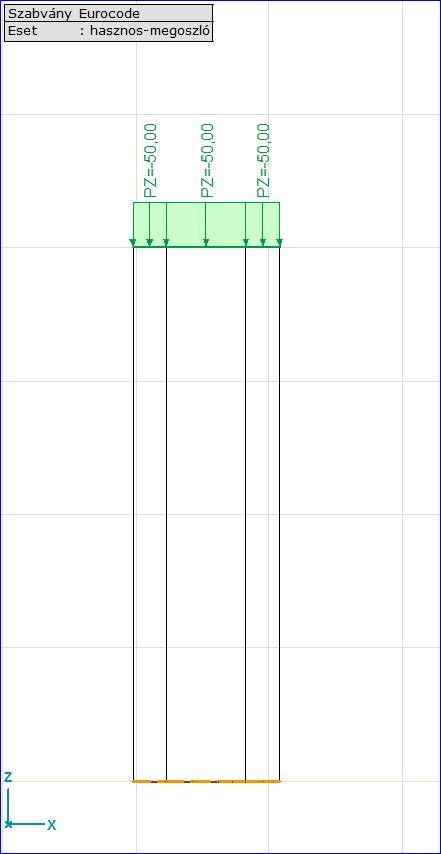 Szabvány Eurocode
Eset : hasznos-megoszló
PZ=-50,00
PZ=-50,00
PZ=-50,00
Z
X